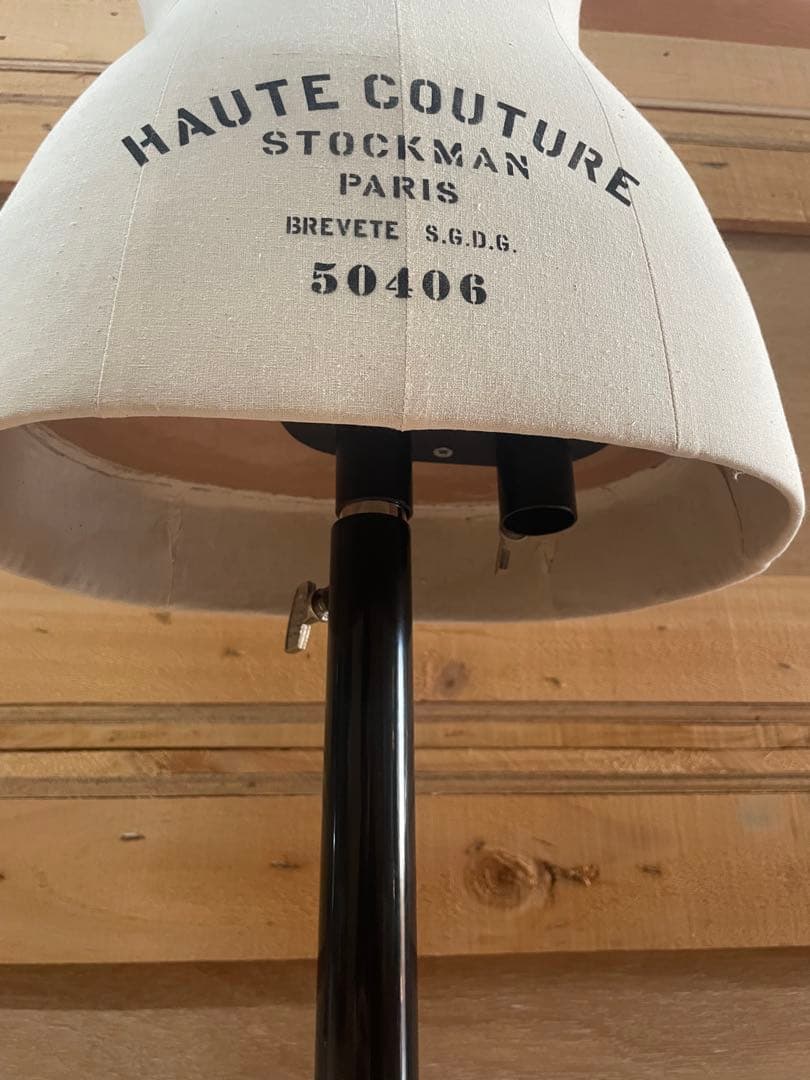 HAUTE COUTURE
STOCKMAN
PARIS
BREVETE S.G.D.G.
50406